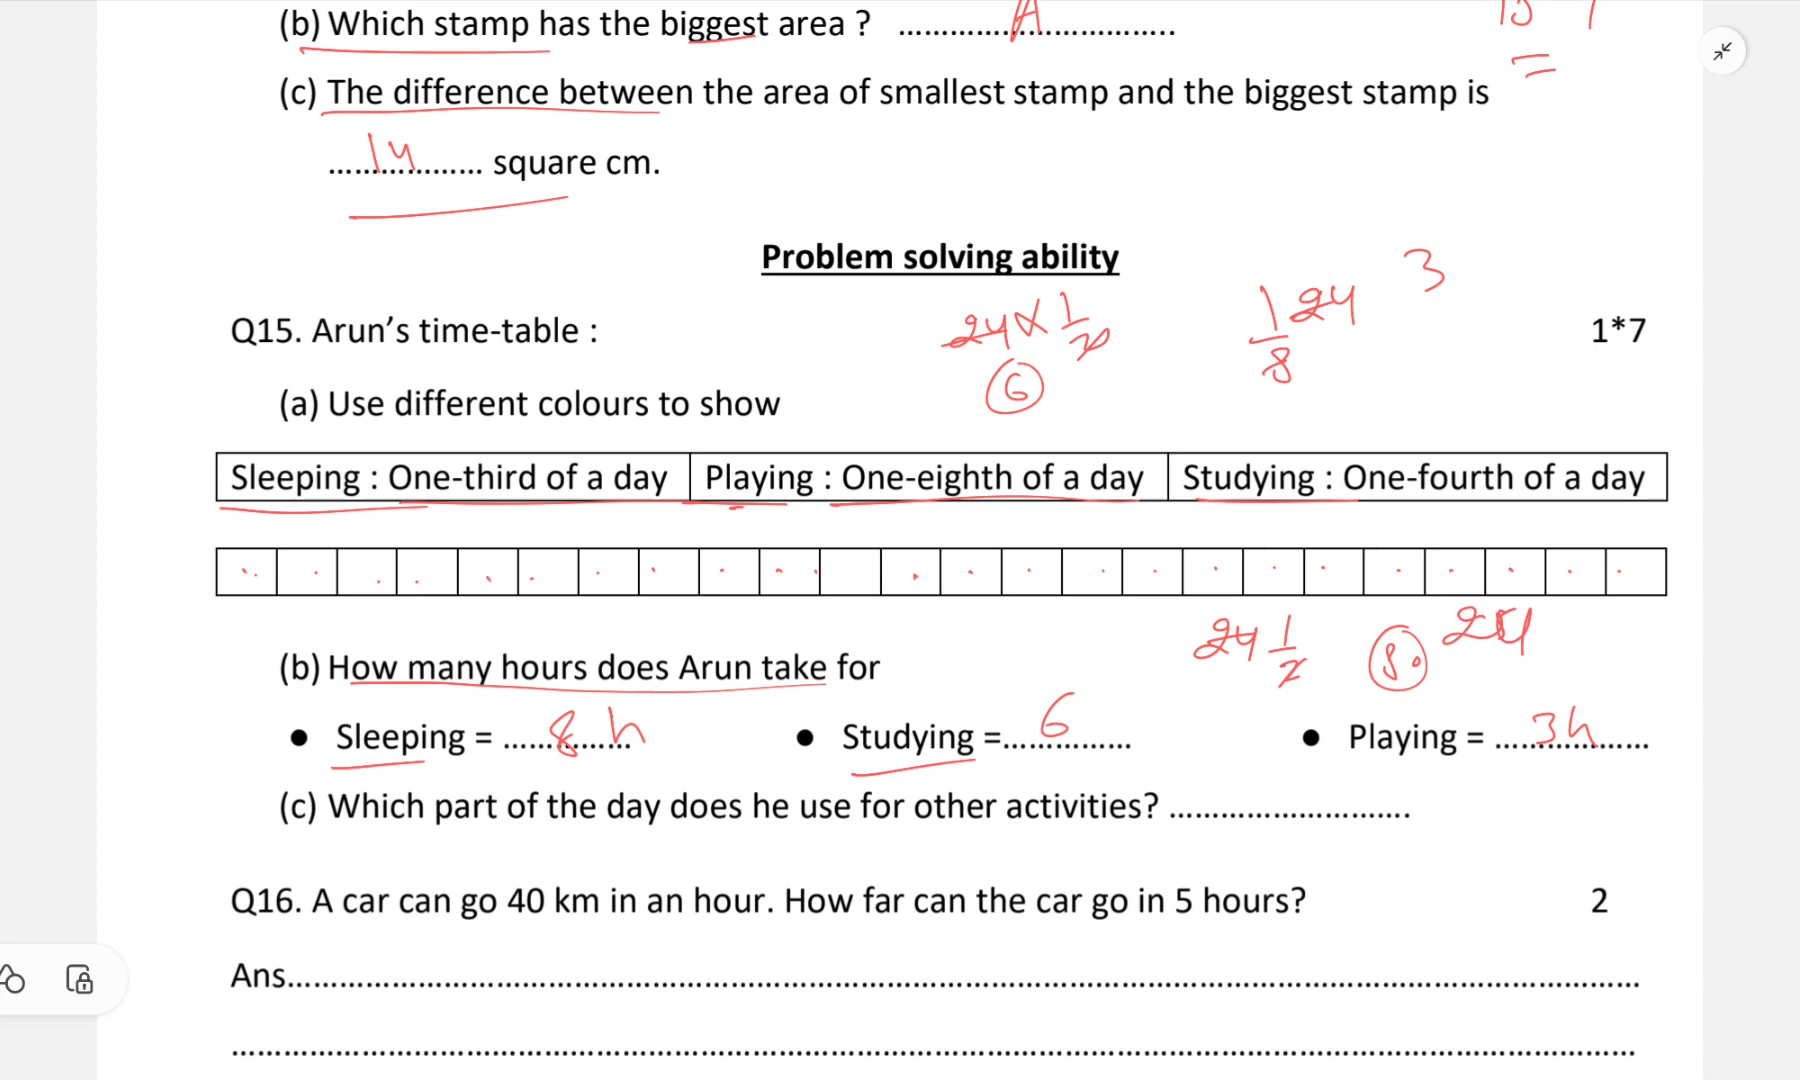 (b) Which stamp has the biggest area ? ................A................
(c) The difference between the area of smallest stamp and the biggest stamp is
.....14............ square cm.
Problem solving ability
3
24 x 1/
1/8 24
Q15. Arun's time-table : 1*7
6
(a) Use different colours to show
Sleeping : One-third of a day Playing : One-eighth of a day Studying : One-fourth of a day
24 1/
8.
(b) How many hours does Arun take for
● Sleeping = ......8 h......... ● Studying =.....6.......... ● Playing = .....3h.............
(c) Which part of the day does he use for other activities? ............................
Q16. A car can go 40 km in an hour. How far can the car go in 5 hours? 2
Ans................................................................................
................................................................................